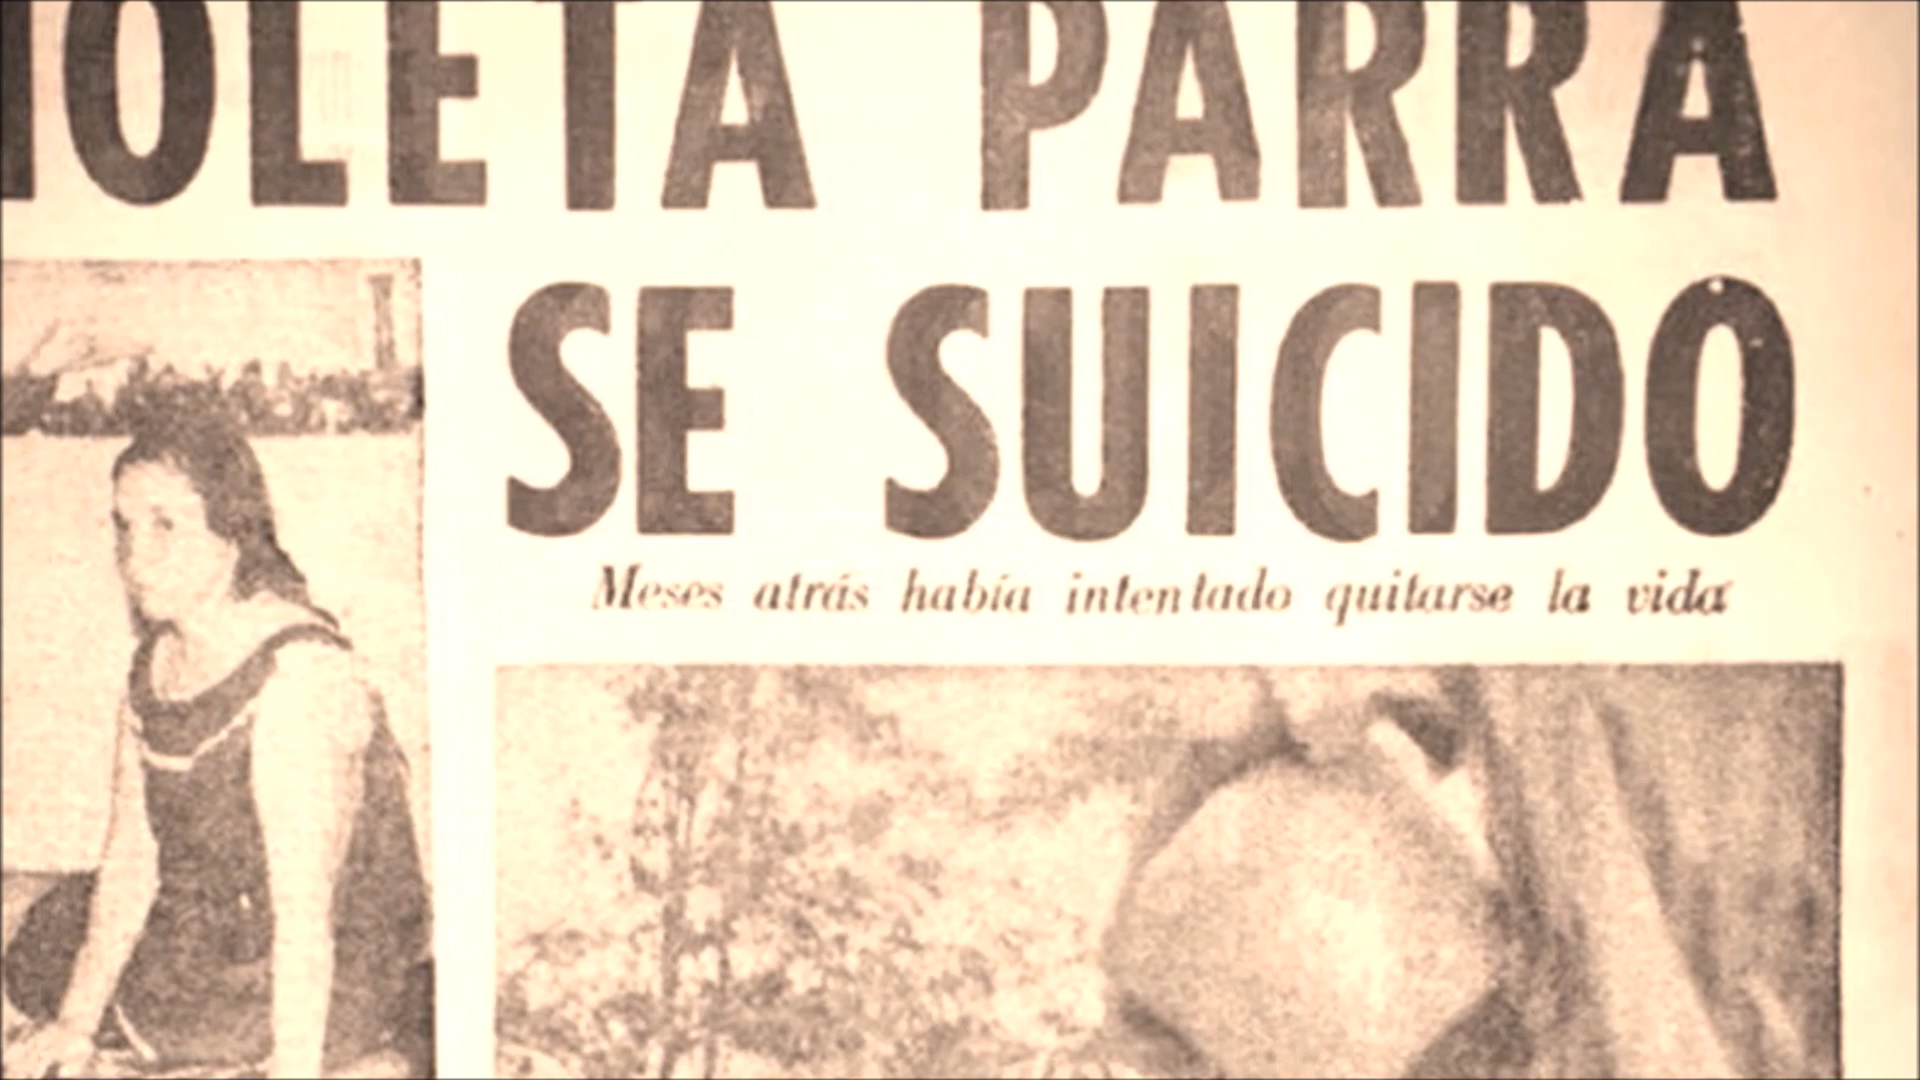 IOLETA PARRA
SE SUICIDO
Meses atrás había intentado quitarse la vida